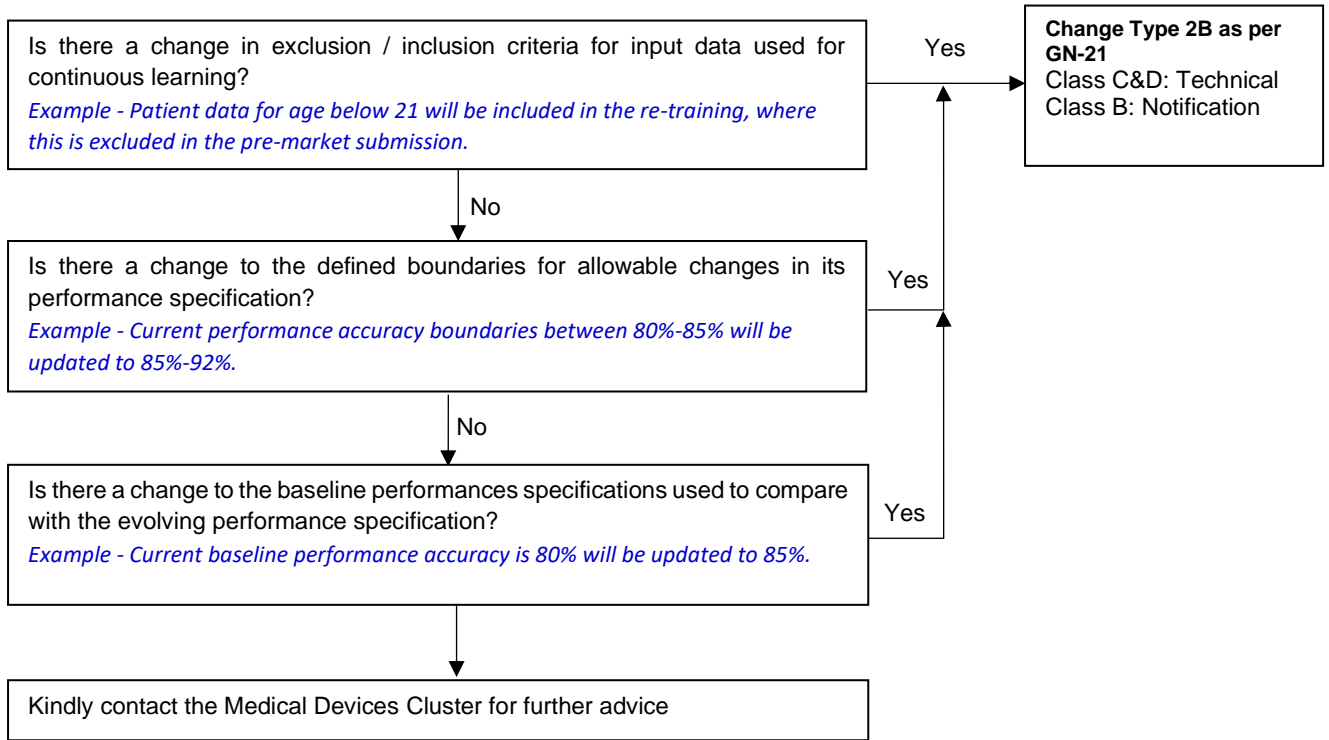 Is there a change in exclusion / inclusion criteria for input data used for
continuous learning?
Example - Patient data for age below 21 will be included in the re-training, where
this is excluded in the pre-market submission.
Yes
Change Type 2B as per
GN-21
Class C&D: Technical
Class B: Notification
No
Is there a change to the defined boundaries for allowable changes in its
performance specification?
Example - Current performance accuracy boundaries between 80%-85% will be
updated to 85%-92%.
Yes
No
Is there a change to the baseline performances specifications used to compare
with the evolving performance specification?
Example - Current baseline performance accuracy is 80% will be updated to 85%.
Yes
Kindly contact the Medical Devices Cluster for further advice